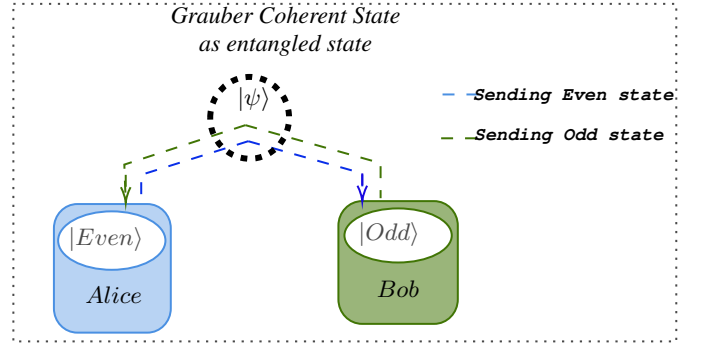 Grauber Coherent State
as entangled state
|ψ⟩
Sending Even state
Sending Odd state
|Even⟩
|Odd⟩
Alice
Bob